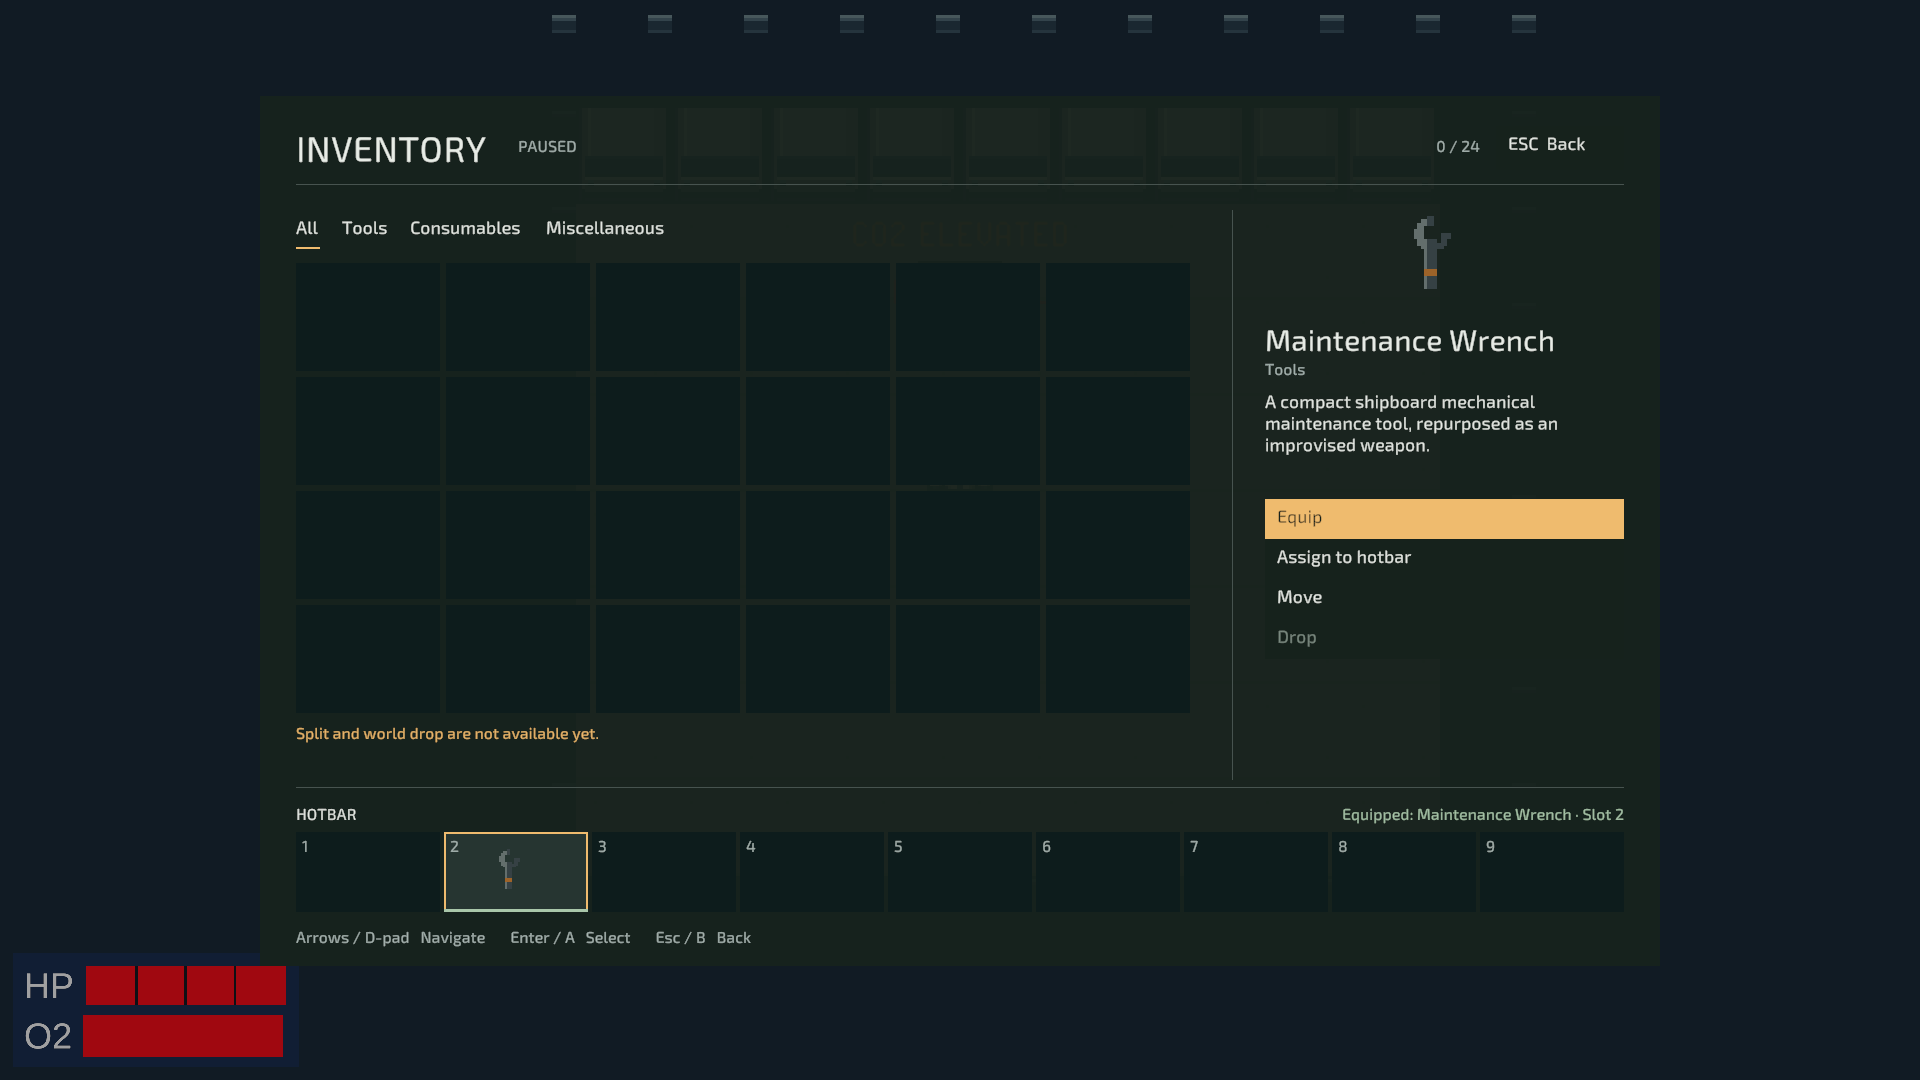 INVENTORY PAUSED 0 / 24 ESC Back
All Tools Consumables Miscellaneous
CO2 ELEVATED
Maintenance Wrench
Tools
A compact shipboard mechanical
maintenance tool, repurposed as an
improvised weapon.
Equip
Assign to hotbar
Move
Drop
Split and world drop are not available yet.
HOTBAR Equipped: Maintenance Wrench · Slot 2
1 2 3 4 5 6 7 8 9
Arrows / D-pad Navigate Enter / A Select Esc / B Back
HP
O2